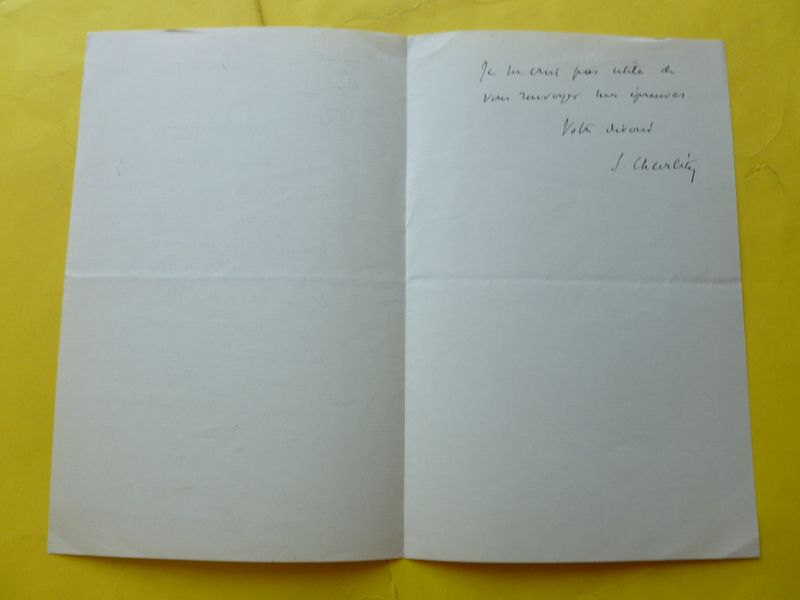 Je ne crois pas utile de
vous renvoyer les épreuves.
Votre dévoué
S. Charléty